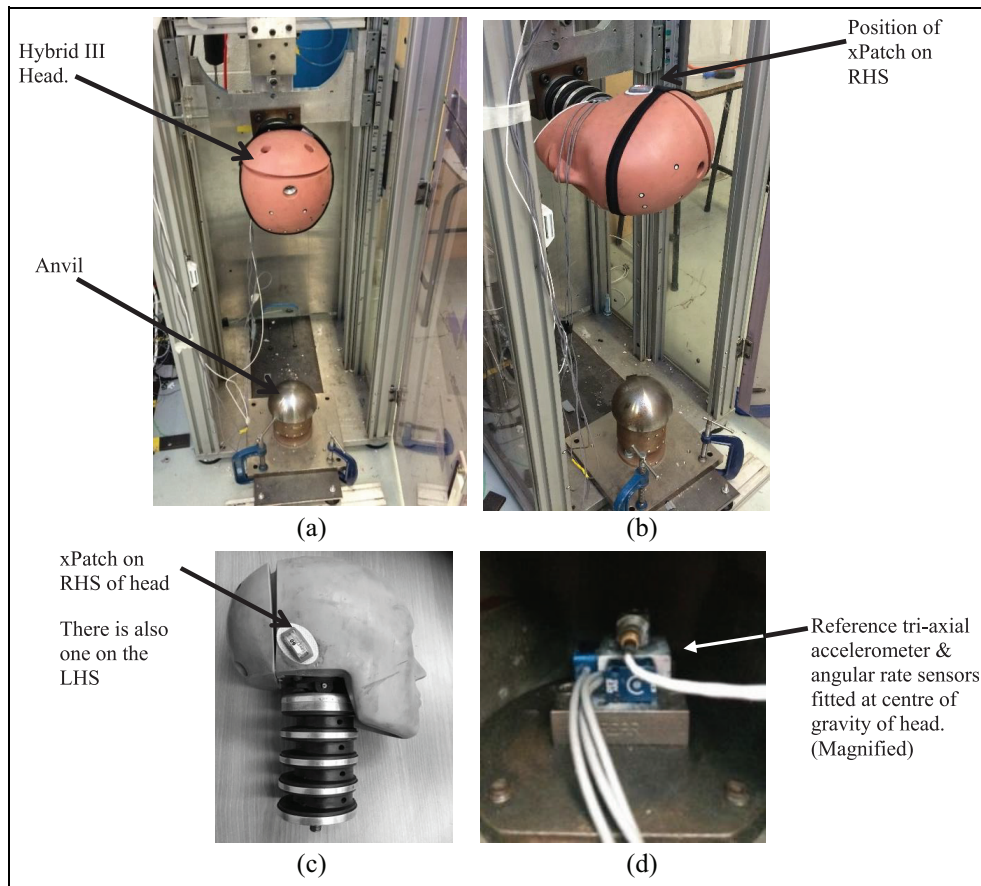 Hybrid III
Head.
Anvil
Position of
xPatch on
RHS
(a)
(b)
xPatch on
RHS of head
There is also
one on the
LHS
Reference tri-axial
accelerometer &
angular rate sensors
fitted at centre of
gravity of head.
(Magnified)
(c)
(d)